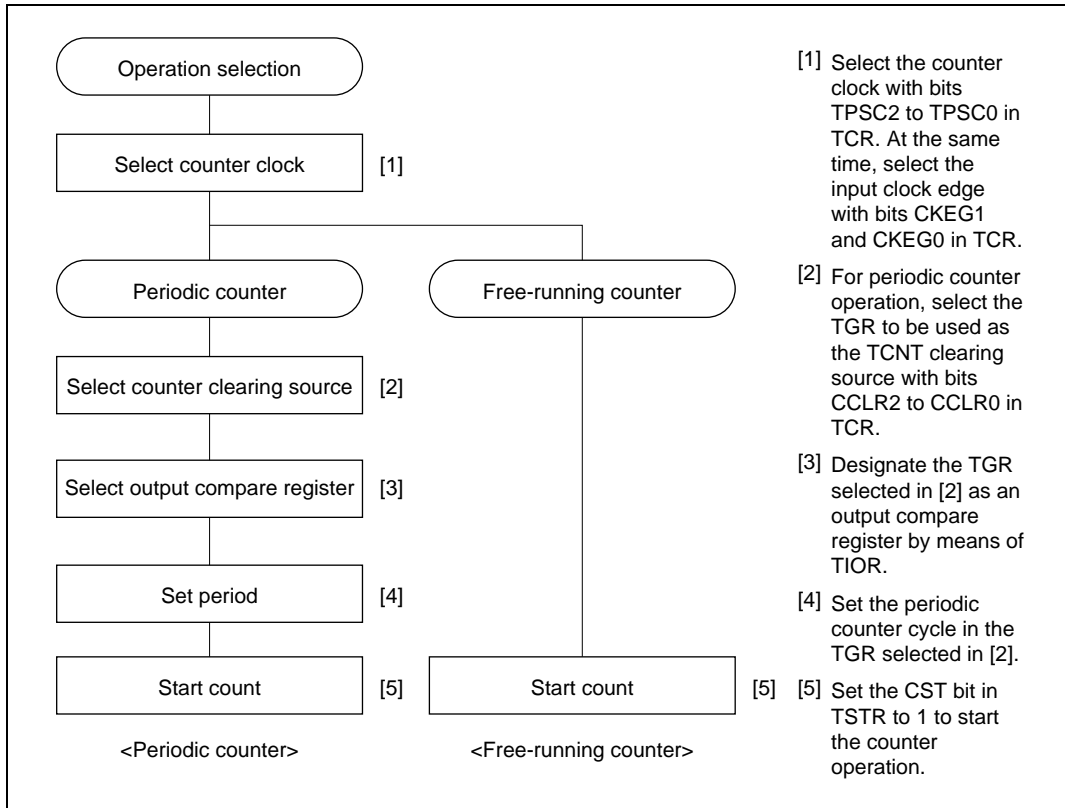 Operation selection
Select counter clock [1]
Periodic counter
Free-running counter
Select counter clearing source [2]
Select output compare register [3]
Set period [4]
Start count [5]
Start count [5]
<Periodic counter>
<Free-running counter>
[1] Select the counter
clock with bits
TPSC2 to TPSC0 in
TCR. At the same
time, select the
input clock edge
with bits CKEG1
and CKEG0 in TCR.
[2] For periodic counter
operation, select the
TGR to be used as
the TCNT clearing
source with bits
CCLR2 to CCLR0 in
TCR.
[3] Designate the TGR
selected in [2] as an
output compare
register by means of
TIOR.
[4] Set the periodic
counter cycle in the
TGR selected in [2].
[5] Set the CST bit in
TSTR to 1 to start
the counter
operation.